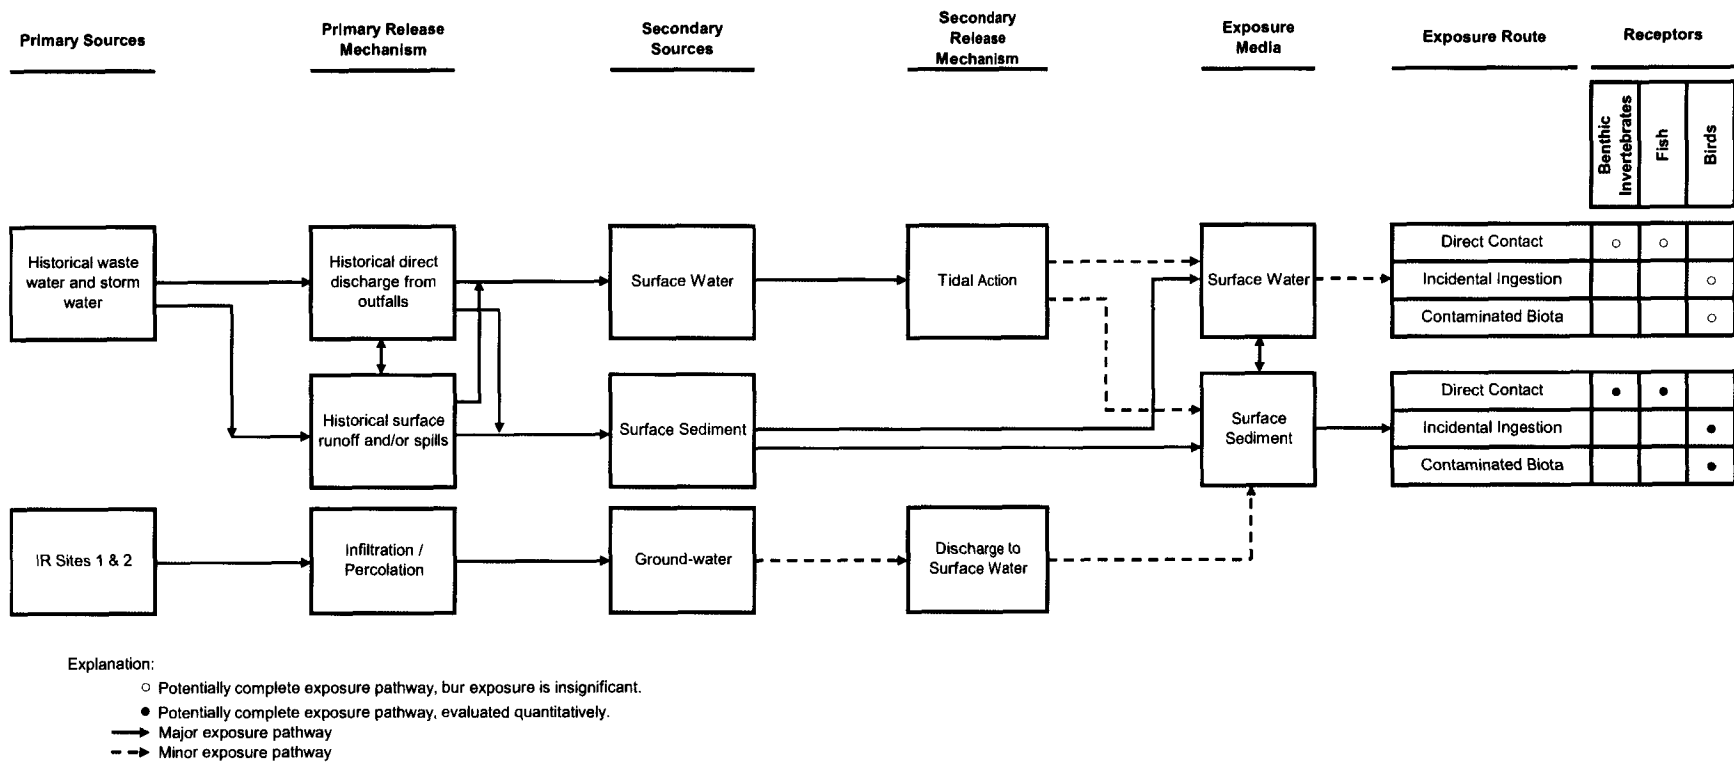 Primary Sources
Primary Release
Mechanism
Secondary
Sources
Secondary
Release
Mechanism
Exposure
Media
Exposure Route
Receptors
Benthic
Invertebrates
Fish
Birds
Historical waste
water and storm
water
Historical direct
discharge from
outfalls
Surface Water
Tidal Action
Surface Water
Direct Contact
Incidental Ingestion
Contaminated Biota
Historical surface
runoff and/or spills
Surface Sediment
Surface
Sediment
Direct Contact
Incidental Ingestion
Contaminated Biota
IR Sites 1 & 2
Infiltration /
Percolation
Ground-water
Discharge to
Surface Water
Explanation:
○ Potentially complete exposure pathway, bur exposure is insignificant.
● Potentially complete exposure pathway, evaluated quantitatively.
Major exposure pathway
Minor exposure pathway